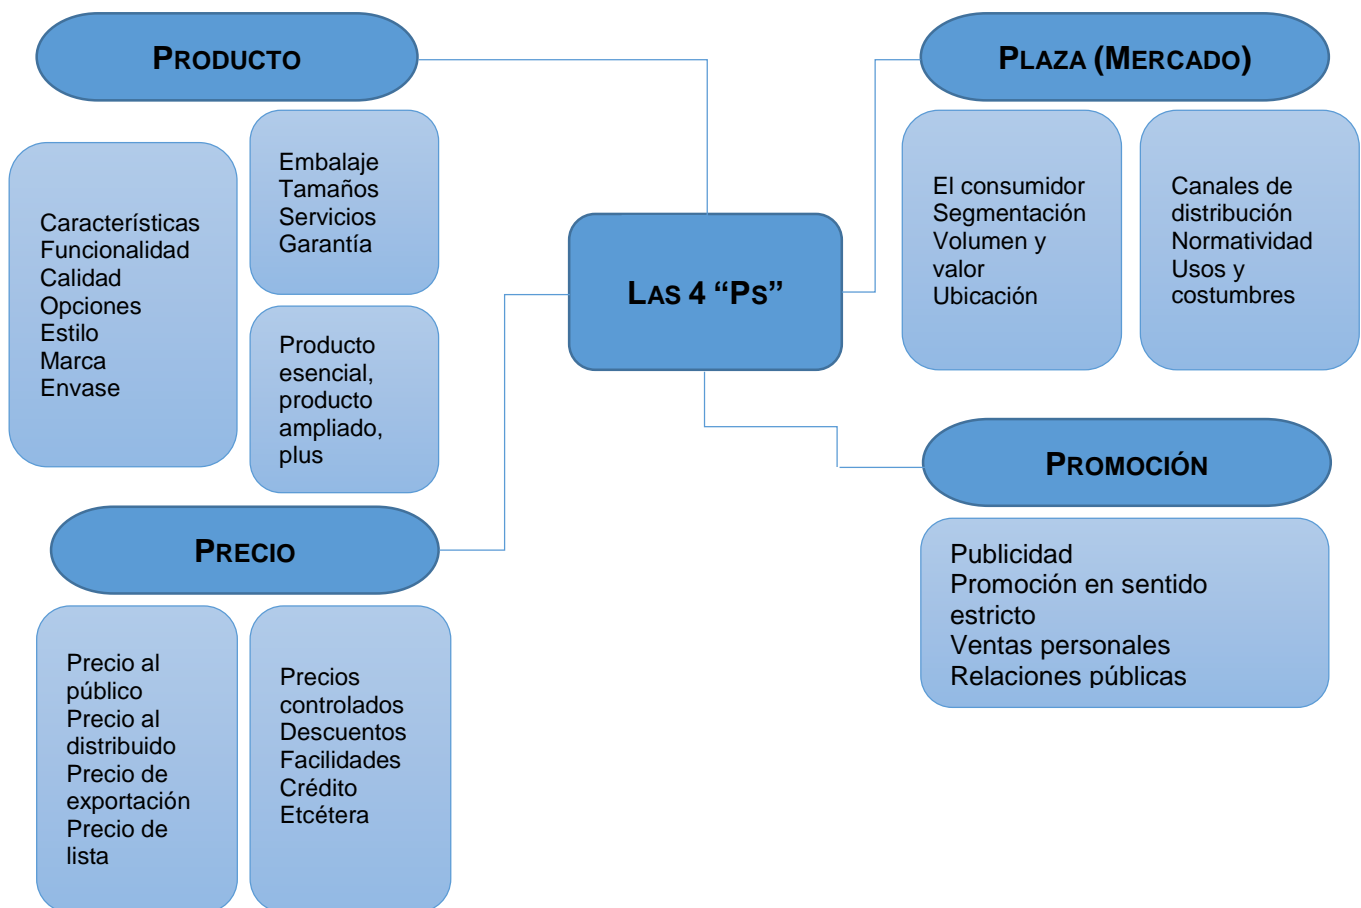 PRODUCTO
Embalaje
Tamaños
Servicios
Garantía
Características
Funcionalidad
Calidad
Opciones
Estilo
Marca
Envase
Producto
esencial,
producto
ampliado,
plus
PRECIO
Precio al
público
Precio al
distribuido
Precio de
exportación
Precio de
lista
Precios
controlados
Descuentos
Facilidades
Crédito
Etcétera
LAS 4 “PS”
PLAZA (MERCADO)
El consumidor
Segmentación
Volumen y
valor
Ubicación
Canales de
distribución
Normatividad
Usos y
costumbres
PROMOCIÓN
Publicidad
Promoción en sentido
estricto
Ventas personales
Relaciones públicas